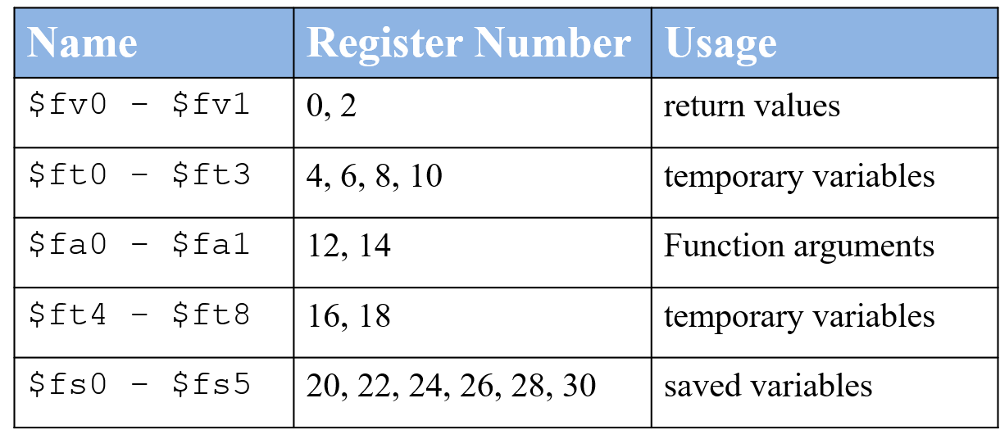 Name Register Number Usage
$fv0 – $fv1 0, 2 return values
$ft0 – $ft3 4, 6, 8, 10 temporary variables
$fa0 – $fa1 12, 14 Function arguments
$ft4 – $ft8 16, 18 temporary variables
$fs0 – $fs5 20, 22, 24, 26, 28, 30 saved variables